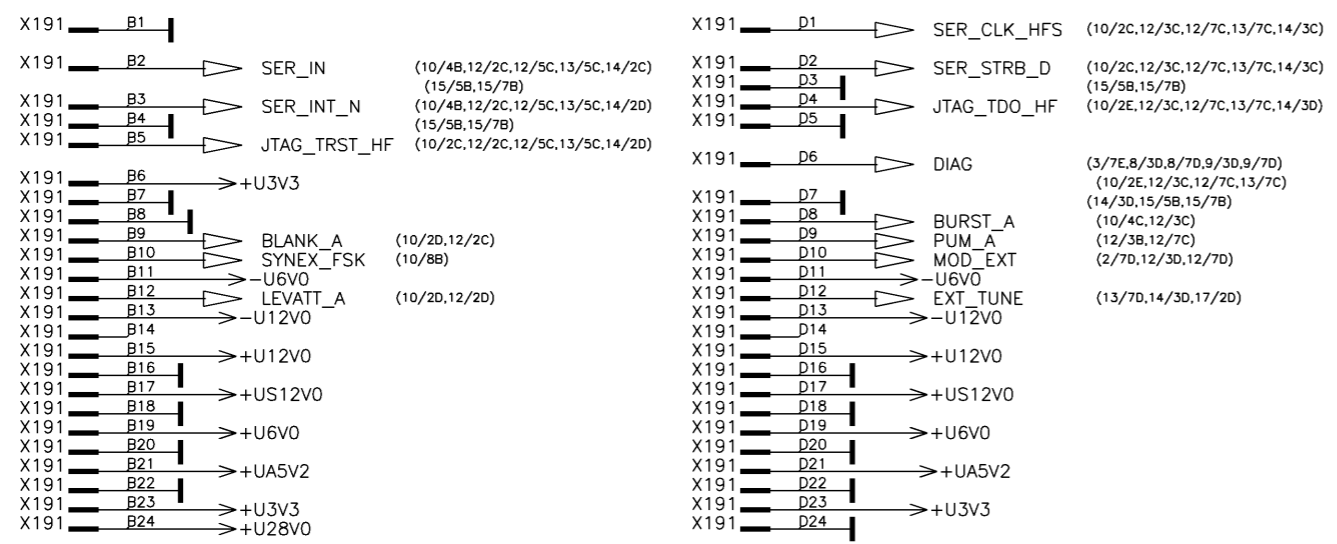 X191 B1
X191 B2 SER_IN (10/4B,12/2C,12/5C,13/5C,14/2C)
(15/5B,15/7B)
X191 B3 SER_INT_N (10/4B,12/2C,12/5C,13/5C,14/2D)
X191 B4 (15/5B,15/7B)
X191 B5 JTAG_TRST_HF (10/2C,12/2C,12/5C,13/5C,14/2D)
X191 B6 +U3V3
X191 B7
X191 B8
X191 B9 BLANK_A (10/2D,12/2C)
X191 B10 SYNEX_FSK (10/8B)
X191 B11 -U6V0
X191 B12 LEVATT_A (10/2D,12/2D)
X191 B13 -U12V0
X191 B14
X191 B15 +U12V0
X191 B16
X191 B17 +US12V0
X191 B18
X191 B19 +U6V0
X191 B20
X191 B21 +UA5V2
X191 B22
X191 B23 +U3V3
X191 B24 +U28V0
X191 D1 SER_CLK_HFS (10/2C,12/3C,12/7C,13/7C,14/3C)
X191 D2 SER_STRB_D (10/2C,12/3C,12/7C,13/7C,14/3C)
X191 D3 (15/5B,15/7B)
X191 D4 JTAG_TDO_HF (10/2E,12/3C,12/7C,13/7C,14/3D)
X191 D5
X191 D6 DIAG (3/7E,8/3D,8/7D,9/3D,9/7D)
(10/2E,12/3C,12/7C,13/7C)
X191 D7 (14/3D,15/5B,15/7B)
X191 D8 BURST_A (10/4C,12/3C)
X191 D9 PUM_A (12/3B,12/7C)
X191 D10 MOD_EXT (2/7D,12/3D,12/7D)
X191 D11 -U6V0
X191 D12 EXT_TUNE (13/7D,14/3D,17/2D)
X191 D13 -U12V0
X191 D14
X191 D15 +U12V0
X191 D16
X191 D17 +US12V0
X191 D18
X191 D19 +U6V0
X191 D20
X191 D21 +UA5V2
X191 D22
X191 D23 +U3V3
X191 D24